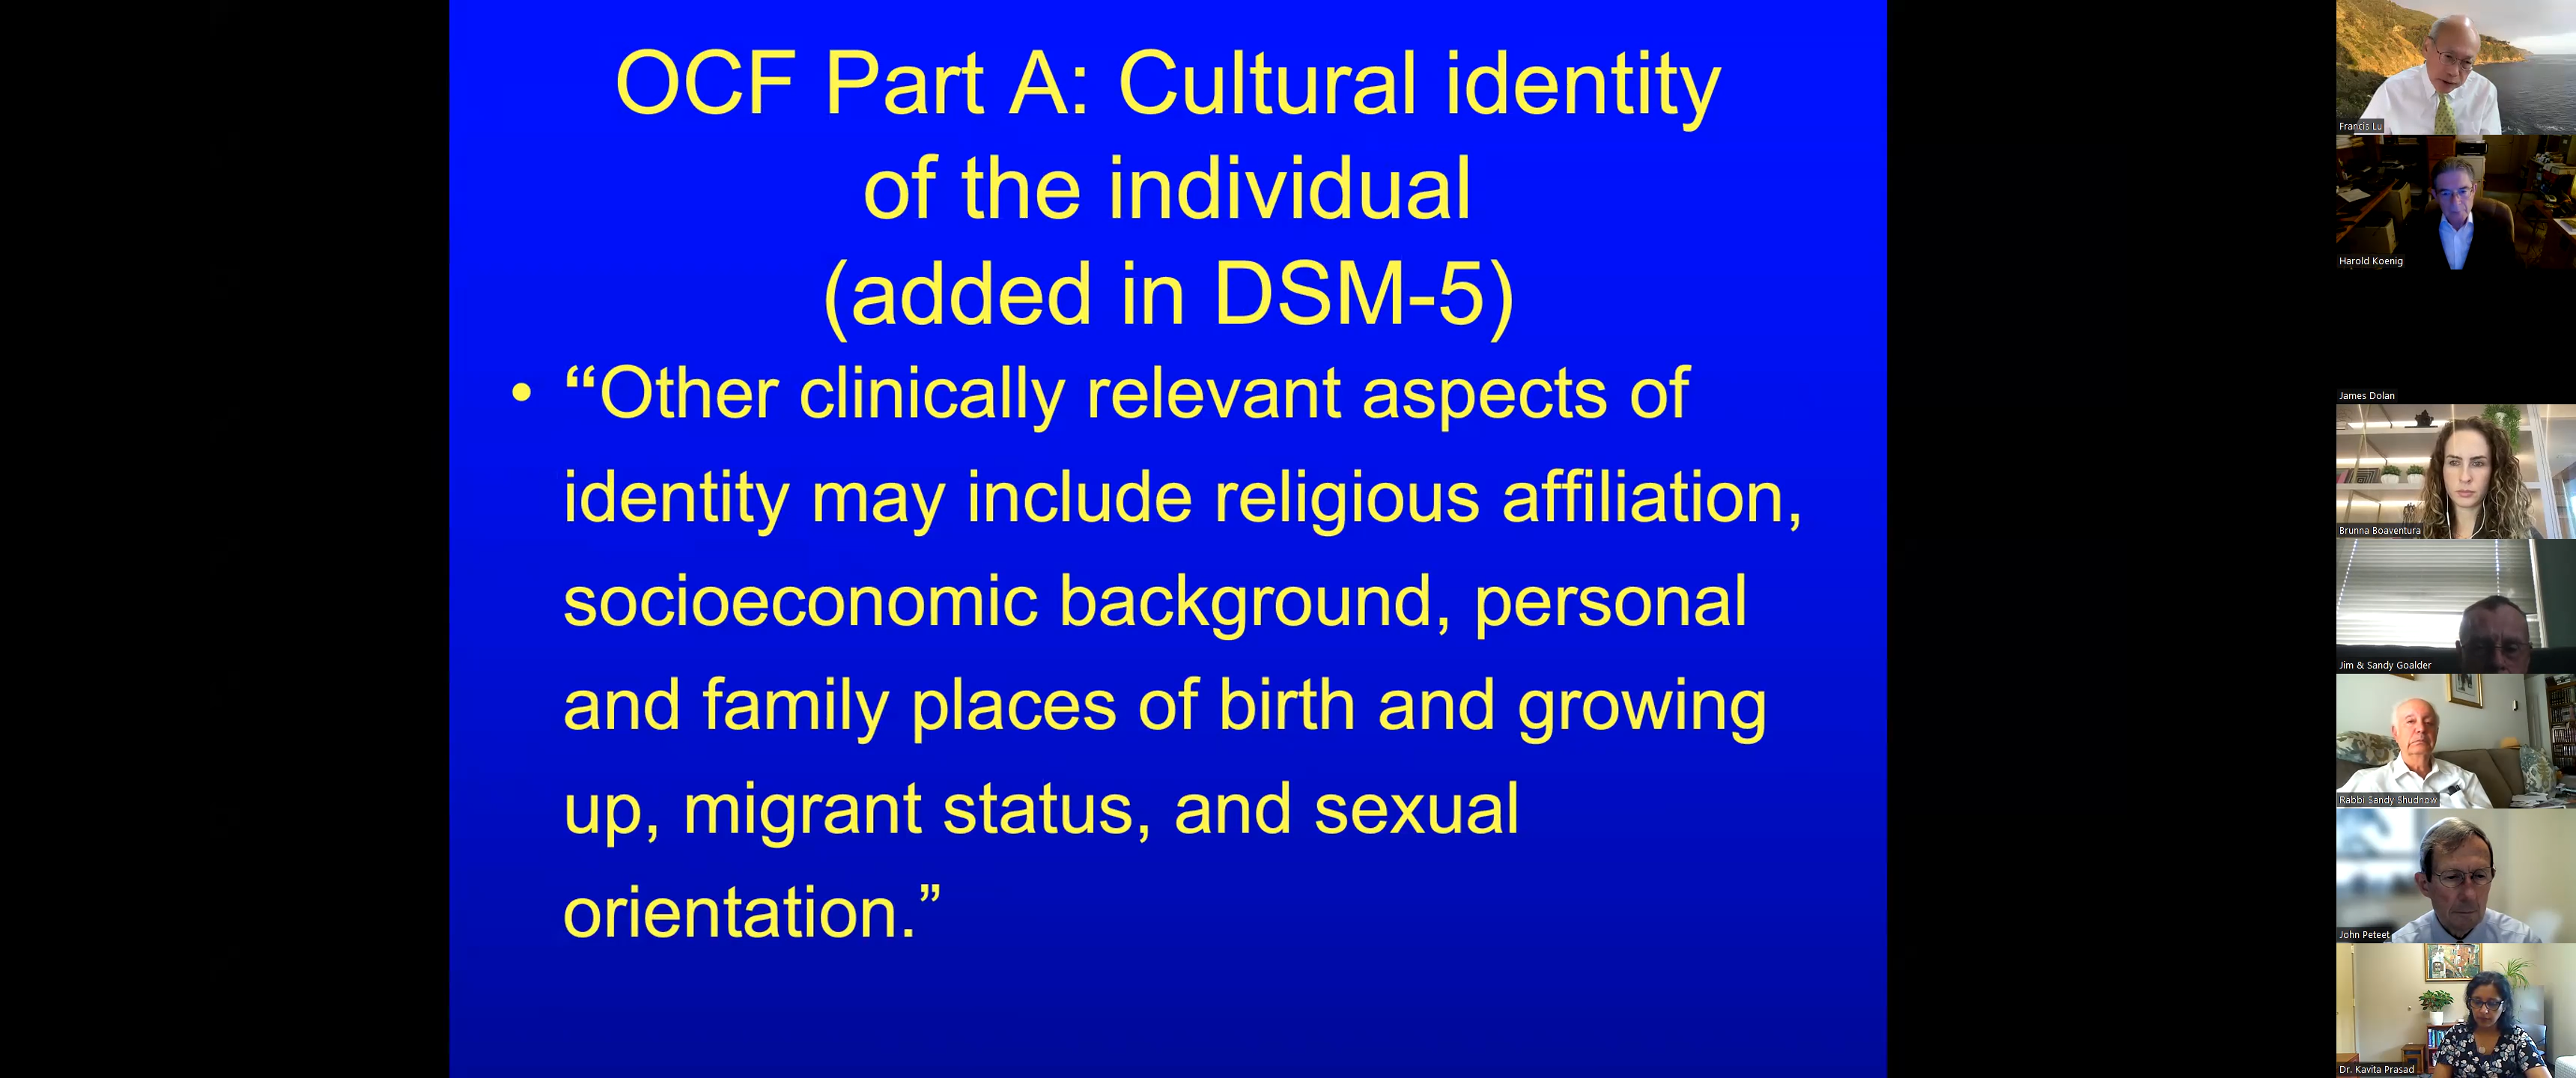 OCF Part A: Cultural identity
of the individual
(added in DSM-5)
• “Other clinically relevant aspects of
identity may include religious affiliation,
socioeconomic background, personal
and family places of birth and growing
up, migrant status, and sexual
orientation.”
Francis Lu
Harold Koenig
James Dolan
Brunna Boaventura
Jim & Sandy Goalder
Rabbi Sandy Shudnow
John Peteet
Dr. Kavita Prasad